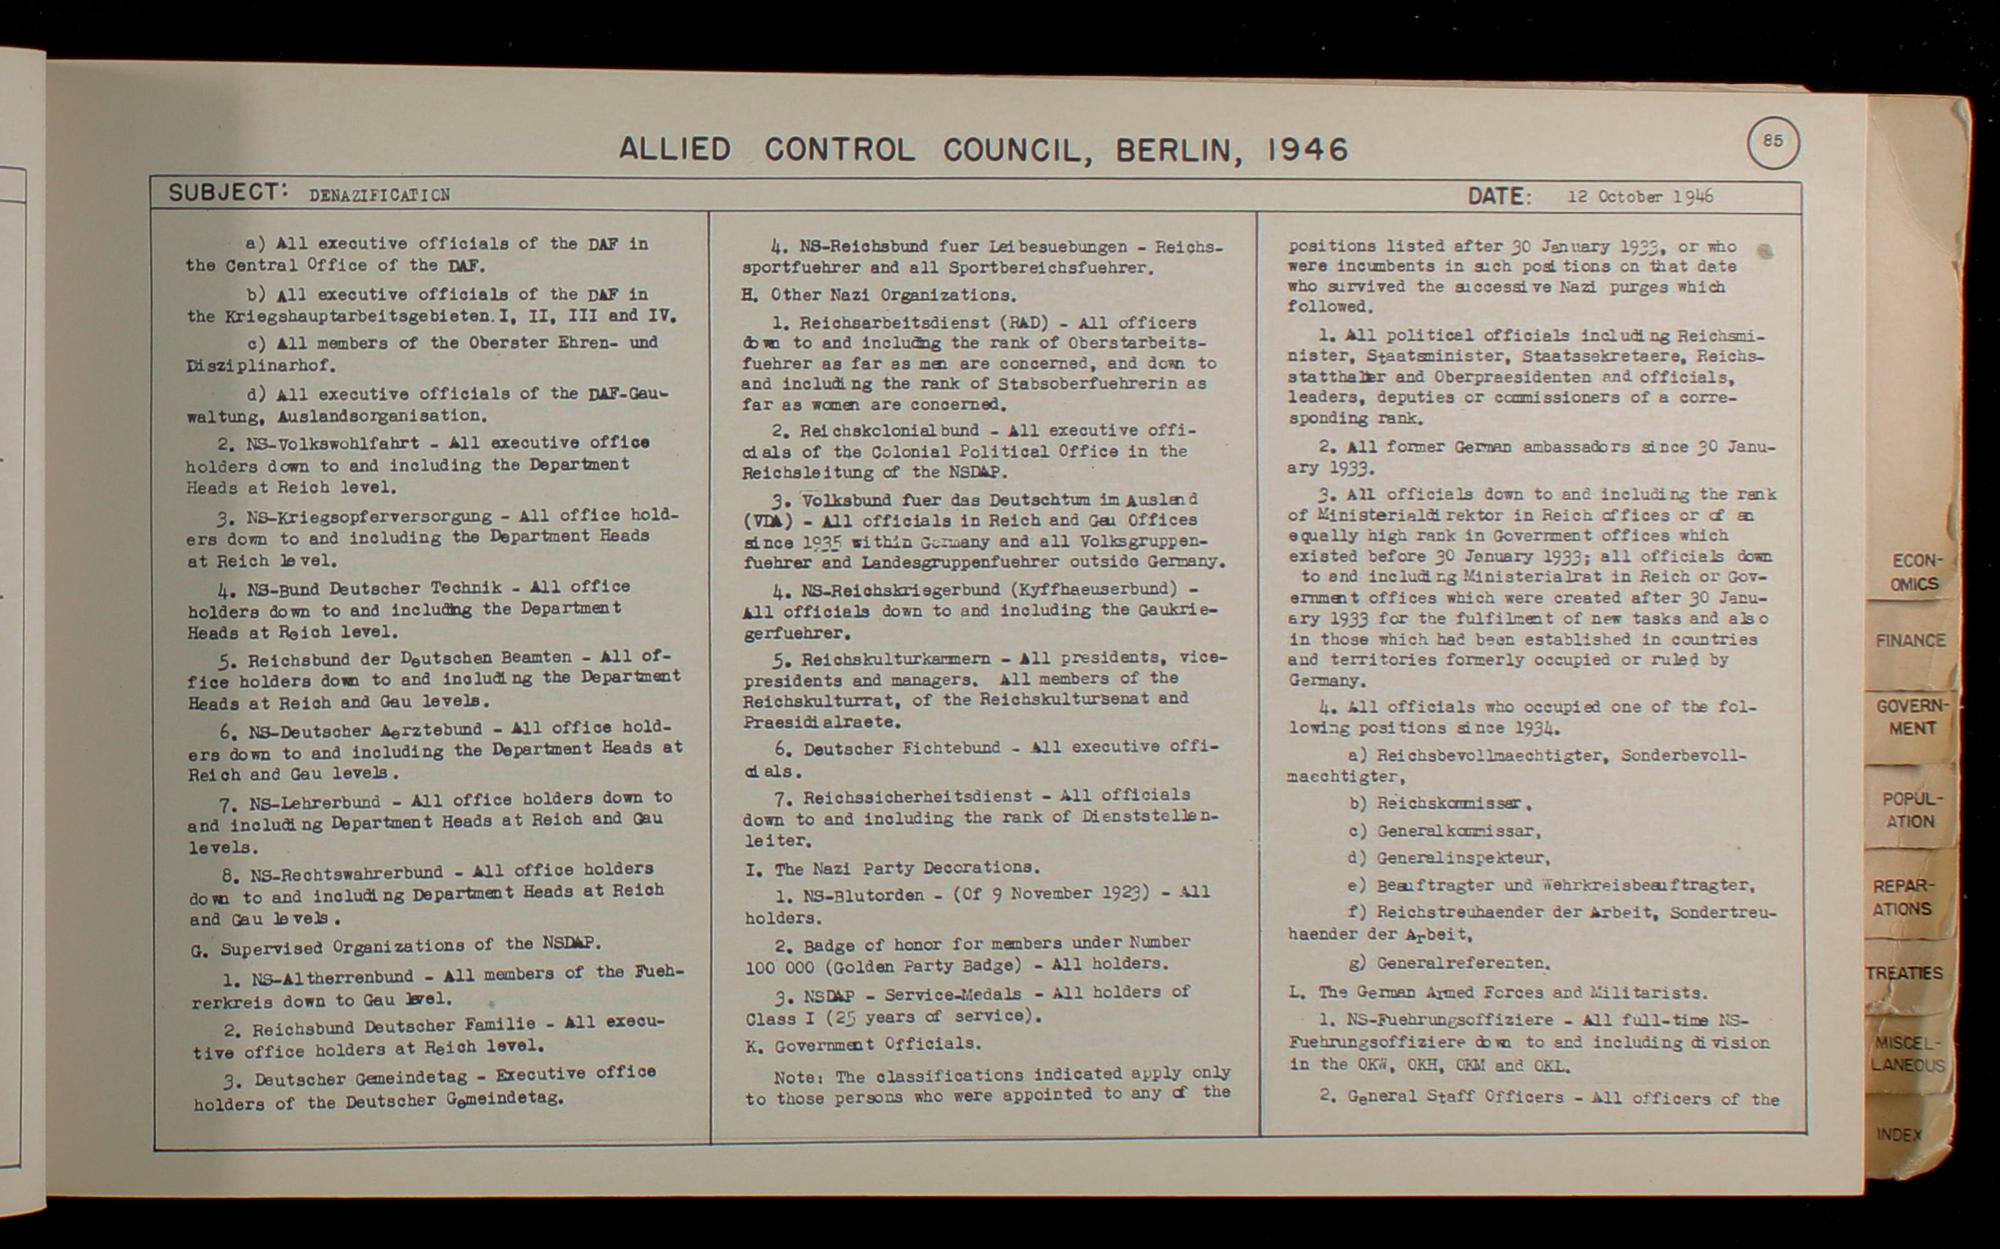 ALLIED CONTROL COUNCIL, BERLIN, 1946
85
SUBJECT: DENAZIFICATION
DATE: 12 October 1946
a) All executive officials of the DAF in
the Central Office of the DAF.
b) All executive officials of the DAF in
the Kriegshauptarbeitsgebieten.I, II, III and IV.
c) All members of the Oberster Ehren- und
Disziplinarhof.
d) All executive officials of the DAF-Gau-
waltung, Auslandsorganisation.
2. NS-Volkswohlfahrt - All executive office
holders down to and including the Department
Heads at Reich level.
3. NS-Kriegsopferversorgung - All office hold-
ers down to and including the Department Heads
at Reich level.
4. NS-Bund Deutscher Technik - All office
holders down to and including the Department
Heads at Reich level.
5. Reichsbund der Deutschen Beamten - All of-
fice holders down to and including the Department
Heads at Reich and Gau levels.
6. NS-Deutscher Aerztebund - All office hold-
ers down to and including the Department Heads at
Reich and Gau levels.
7. NS-Lehrerbund - All office holders down to
and including Department Heads at Reich and Gau
levels.
8. NS-Rechtswahrerbund - All office holders
down to and including Department Heads at Reich
and Gau levels.
G. Supervised Organizations of the NSDAP.
1. NS-Altherrenbund - All members of the Fueh-
rerkreis down to Gau level.
2. Reichsbund Deutscher Familie - All execu-
tive office holders at Reich level.
3. Deutscher Gemeindetag - Executive office
holders of the Deutscher Gemeindetag.
4. NS-Reichsbund fuer Leibesuebungen - Reichs-
sportfuehrer and all Sportbereichsfuehrer.
H. Other Nazi Organizations.
1. Reichsarbeitsdienst (RAD) - All officers
down to and including the rank of Oberstarbeits-
fuehrer as far as men are concerned, and down to
and including the rank of Stabsoberfuehrerin as
far as women are concerned.
2. Reichskolonialbund - All executive offi-
cials of the Colonial Political Office in the
Reichsleitung of the NSDAP.
3. Volksbund fuer das Deutschtum im Ausland
(VDA) - All officials in Reich and Gau Offices
since 1935 within Germany and all Volksgruppen-
fuehrer and Landesgruppenfuehrer outside Germany.
4. NS-Reichskriegerbund (Kyffhaeuserbund) -
All officials down to and including the Gaukrie-
gerfuehrer.
5. Reichskulturkammern - All presidents, vice-
presidents and managers. All members of the
Reichskulturrat, of the Reichskultursenat and
Praesidialraete.
6. Deutscher Fichtebund - All executive offi-
cials.
7. Reichssicherheitsdienst - All officials
down to and including the rank of Dienststellen-
leiter.
I. The Nazi Party Decorations.
1. NS-Blutorden - (Of 9 November 1923) - All
holders.
2. Badge of honor for members under Number
100 000 (Golden Party Badge) - All holders.
3. NSDAP - Service-Medals - All holders of
Class I (25 years of service).
K. Government Officials.
Note: The classifications indicated apply only
to those persons who were appointed to any of the
positions listed after 30 January 1933, or who
were incumbents in such positions on that date
who survived the successive Nazi purges which
followed.
1. All political officials including Reichsmi-
nister, Staatsminister, Staatssekretaere, Reichs-
statthalter and Oberpraesidenten and officials,
leaders, deputies or commissioners of a corre-
sponding rank.
2. All former German ambassadors since 30 Janu-
ary 1933.
3. All officials down to and including the rank
of Ministerialdirektor in Reich offices or of an
equally high rank in Government offices which
existed before 30 January 1933; all officials down
to and including Ministerialrat in Reich or Gov-
ernment offices which were created after 30 Janu-
ary 1933 for the fulfilment of new tasks and also
in those which had been established in countries
and territories formerly occupied or ruled by
Germany.
4. All officials who occupied one of the fol-
lowing positions since 1934.
a) Reichsbevollmaechtigter, Sonderbevoll-
maechtigter,
b) Reichskommissar,
c) Generalkommissar,
d) Generalinspekteur,
e) Beauftragter und Wehrkreisbeauftragter,
f) Reichstreuhaender der Arbeit, Sondertreu-
haender der Arbeit,
g) Generalreferenten.
L. The German Armed Forces and Militarists.
1. NS-Fuehrungsoffiziere - All full-time NS-
Fuehrungsoffiziere down to and including division
in the OKW, OKH, OKM and OKL.
2. General Staff Officers - All officers of the
ECON-
OMICS
FINANCE
GOVERN-
MENT
POPUL-
ATION
REPAR-
ATIONS
TREATIES
MISCEL-
LANEOUS
INDEX